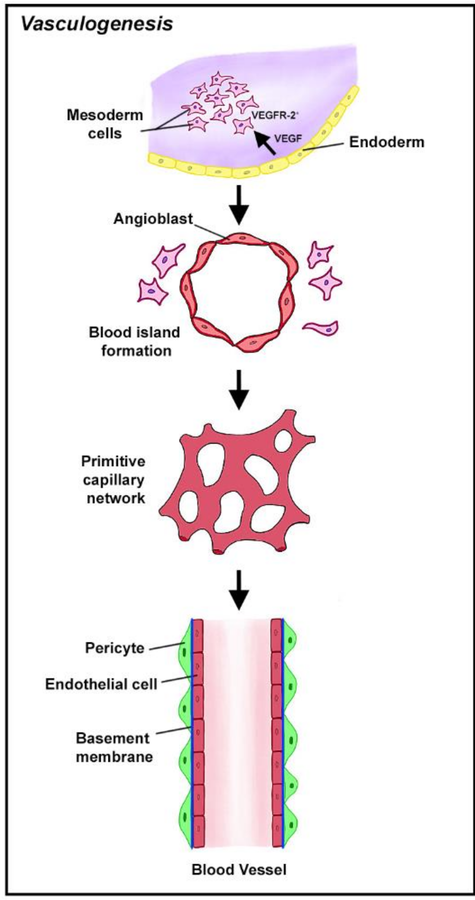 Vasculogenesis
Mesoderm
cells
VEGFR-2+
VEGF
Endoderm
Angioblast
Blood island
formation
Primitive
capillary
network
Pericyte
Endothelial cell
Basement
membrane
Blood Vessel